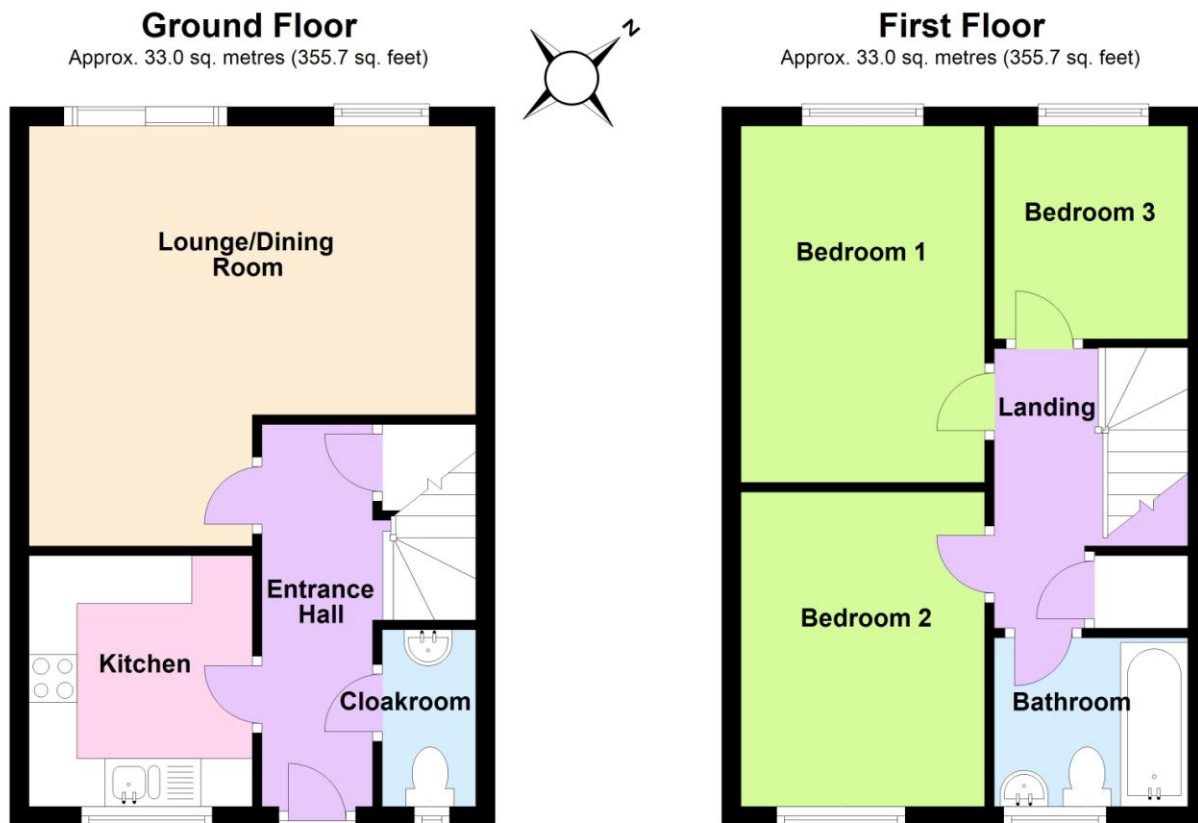 Ground Floor
Approx. 33.0 sq. metres (355.7 sq. feet)
N
Lounge/Dining
Room
Entrance
Hall
Kitchen
Cloakroom
First Floor
Approx. 33.0 sq. metres (355.7 sq. feet)
Bedroom 1
Bedroom 3
Landing
Bedroom 2
Bathroom